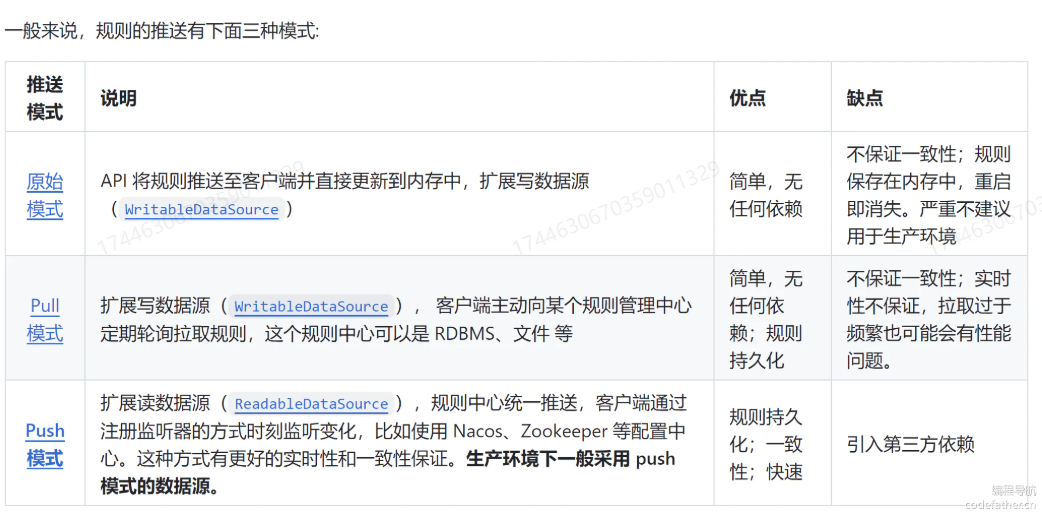 一般来说，规则的推送有下面三种模式:
推送
模式
说明
优点
缺点
原始
模式
API 将规则推送至客户端并直接更新到内存中，扩展写数据源
（WritableDataSource）
简单，无
任何依赖
不保证一致性；规则
保存在内存中，重启
即消失。严重不建议
用于生产环境
Pull
模式
扩展写数据源（WritableDataSource）， 客户端主动向某个规则管理中心
定期轮询拉取规则，这个规则中心可以是 RDBMS、文件 等
简单，无
任何依
赖；规则
持久化
不保证一致性；实时
性不保证，拉取过于
频繁也可能会有性能
问题。
Push
模式
扩展读数据源（ReadableDataSource），规则中心统一推送，客户端通过
注册监听器的方式时刻监听变化，比如使用 Nacos、Zookeeper 等配置中
心。这种方式有更好的实时性和一致性保证。生产环境下一般采用 push
模式的数据源。
规则持久
化；一致
性；快速
引入第三方依赖
1744630670359011329
编程导航
codefather.cn